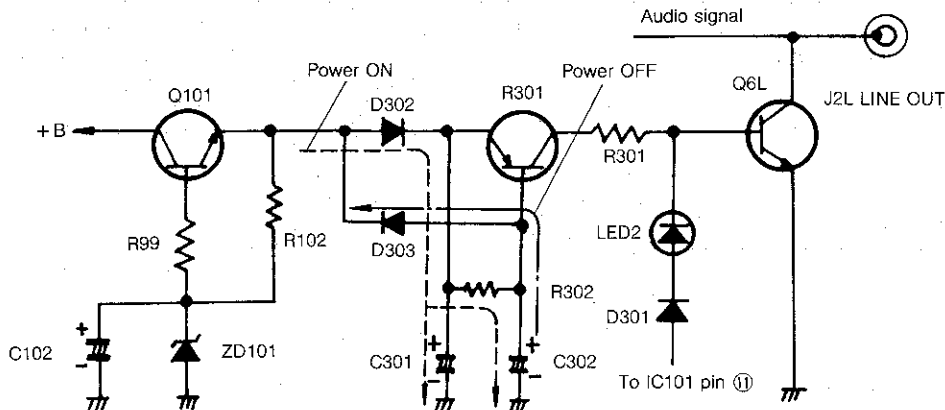 Audio signal
Power ON
Power OFF
Q101
D302
R301
Q6L
J2L LINE OUT
+B
R301
R99
R102
D303
LED2
R302
D301
C102
ZD101
C301
C302
To IC101 pin ⑪
+
-
+
-
+
-